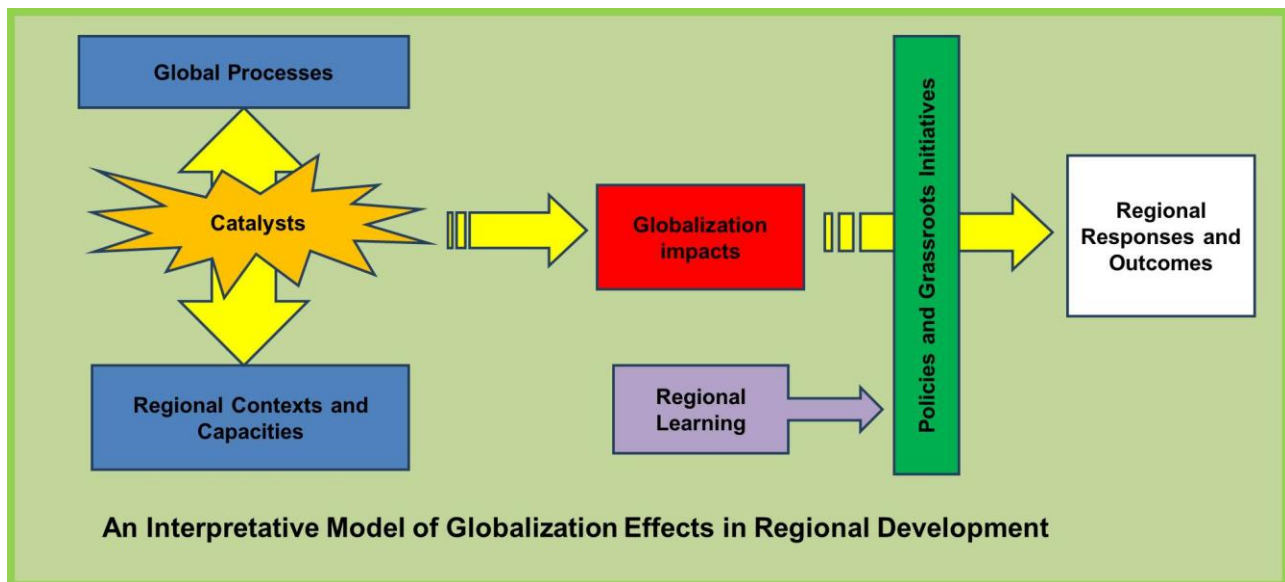 Global Processes
Catalysts
Regional Contexts and
Capacities
Globalization
impacts
Regional
Learning
Policies and Grassroots Initiatives
Regional
Responses and
Outcomes
An Interpretative Model of Globalization Effects in Regional Development